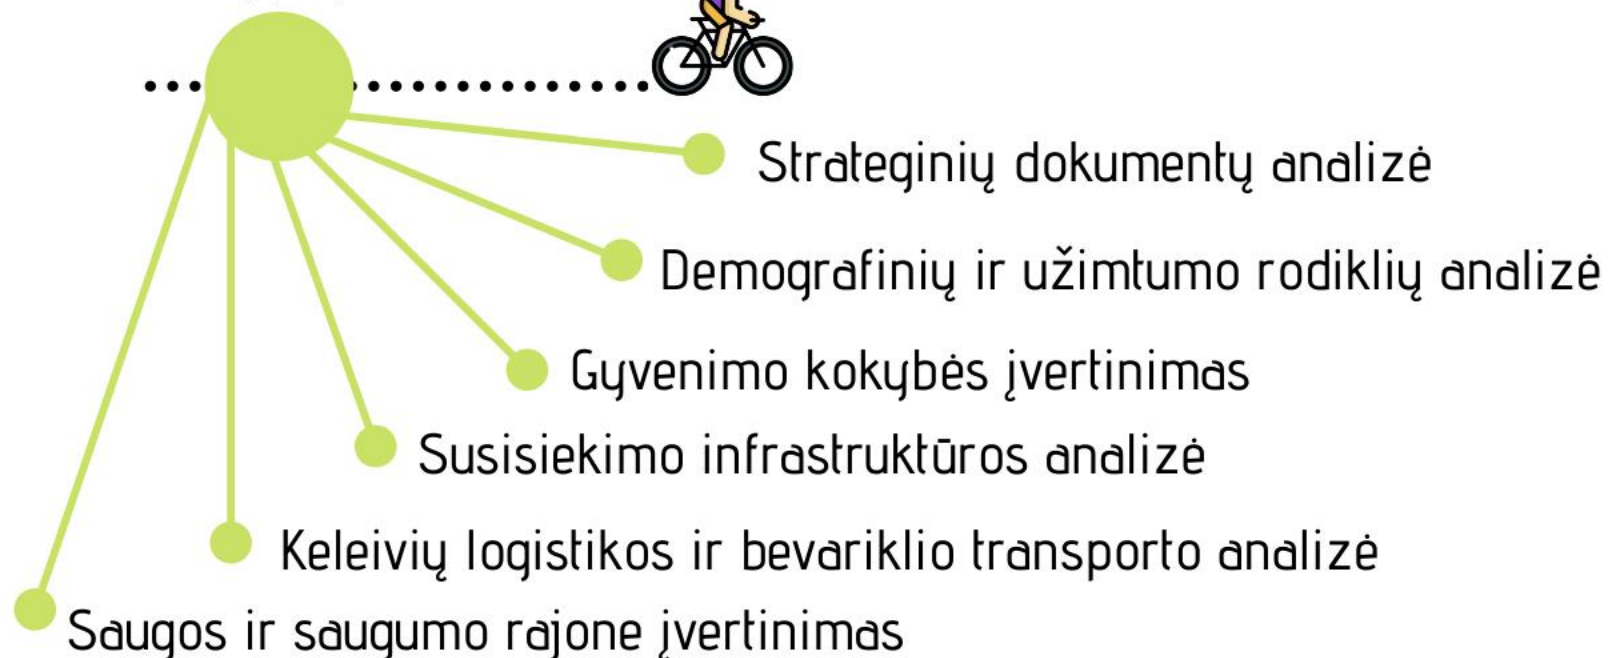 Strateginių dokumentų analizė
Demografinių ir užimtumo rodiklių analizė
Gyvenimo kokybės įvertinimas
Susisiekimo infrastruktūros analizė
Keleivių logistikos ir bevariklio transporto analizė
Saugos ir saugumo rajone įvertinimas